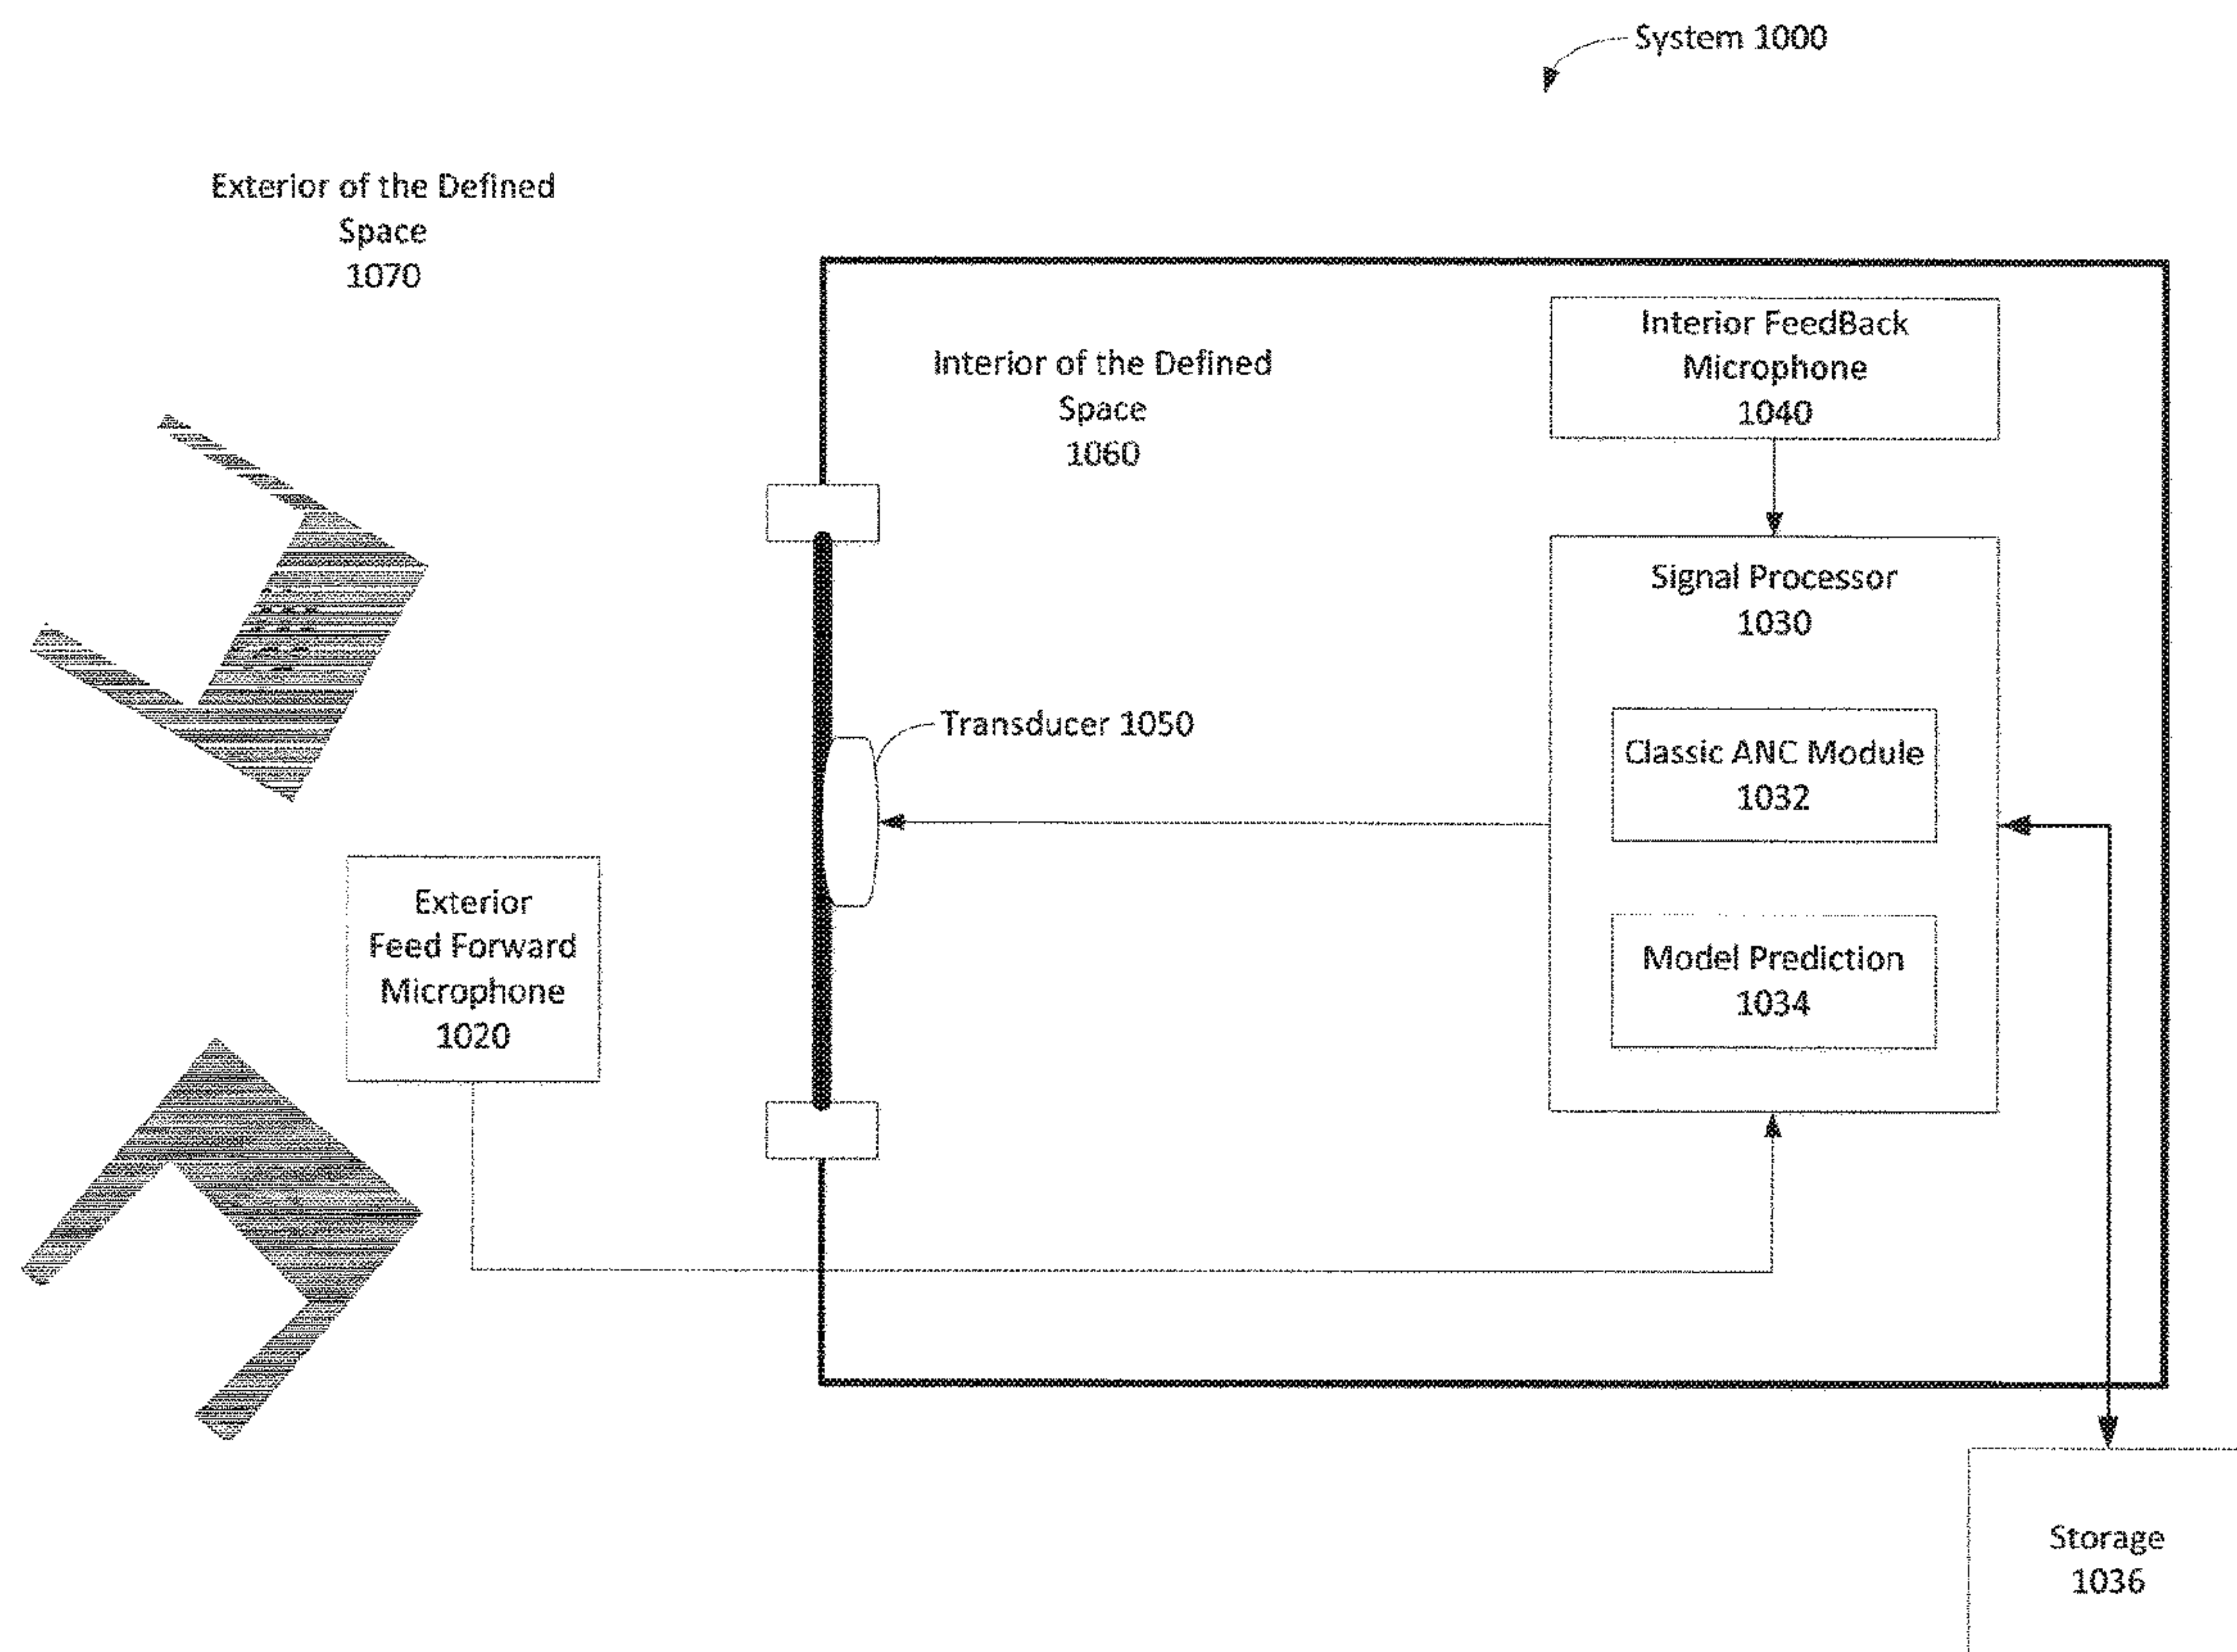 System 1000
Exterior of the Defined
Space
1070
Interior of the Defined
Space
1060
Interior FeedBack
Microphone
1040
Signal Processor
1030
Transducer 1050
Classic ANC Module
1032
Exterior
Feed Forward
Microphone
1020
Model Prediction
1034
Storage
1036